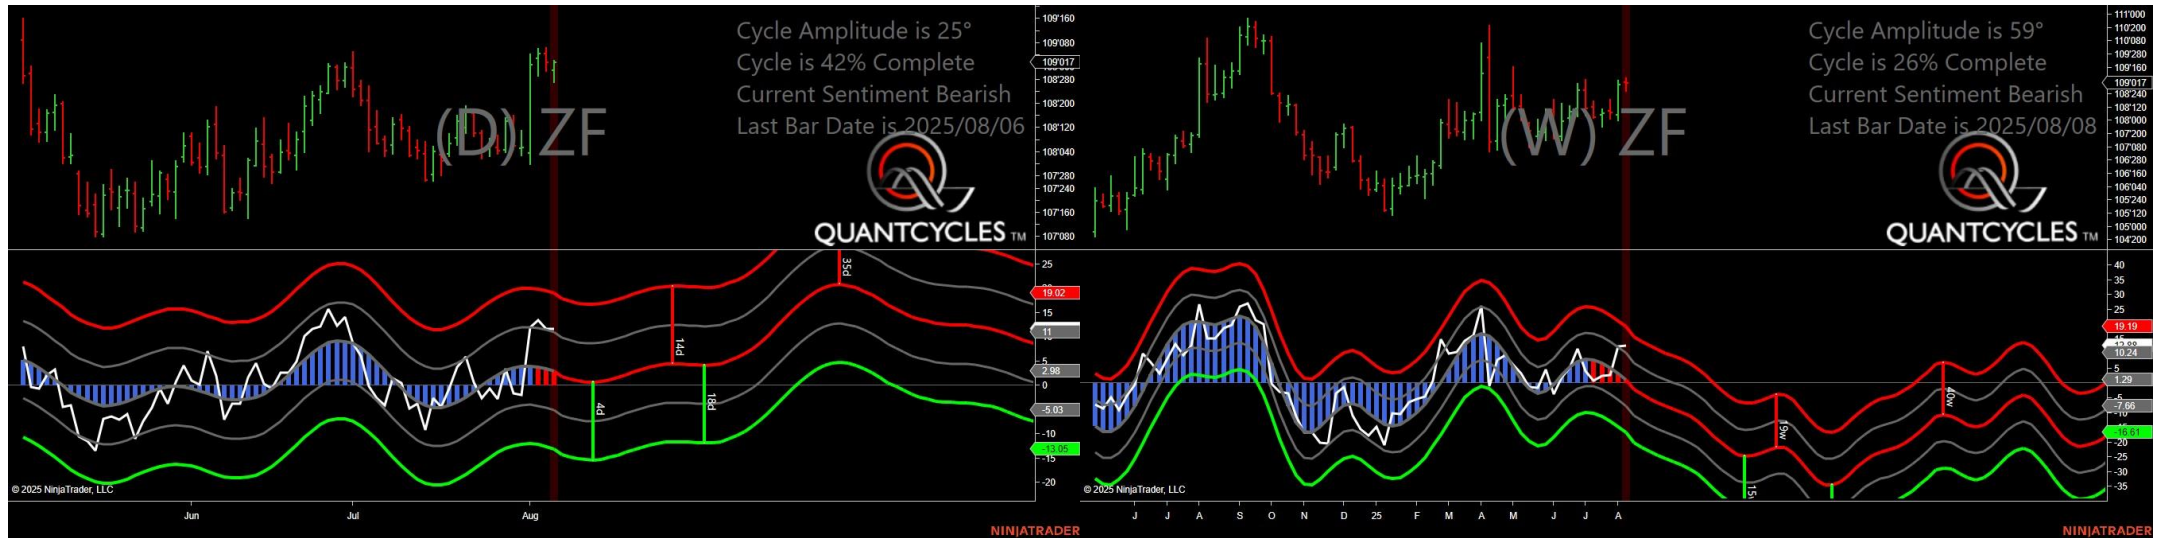 Cycle Amplitude is 25°
Cycle is 42% Complete
Current Sentiment Bearish
Last Bar Date is 2025/08/06
(D) ZF
QUANTCYCLES TM
109'160
109'080
109'017
108'280
108'200
108'120
108'040
107'280
107'240
107'160
107'080
25
19.02
15
11
5
2.98
0
-5.03
-10
-13.05
-15
-20
35d
14d
4d
18d
© 2025 NinjaTrader, LLC
Jun Jul Aug
NINJATRADER
Cycle Amplitude is 59°
Cycle is 26% Complete
Current Sentiment Bearish
Last Bar Date is 2025/08/08
(W) ZF
QUANTCYCLES TM
111'000
110'200
110'080
109'280
109'160
109'017
108'240
108'120
108'000
107'200
107'080
106'280
106'160
106'040
105'240
105'120
105'000
104'200
40
35
30
25
19.19
10.24
5
1.29
-5
-7.66
-10
-16.61
-20
-25
-30
-35
40w
19w
© 2025 NinjaTrader, LLC
J J A S O N D 25 F M A M J J A
NINJATRADER